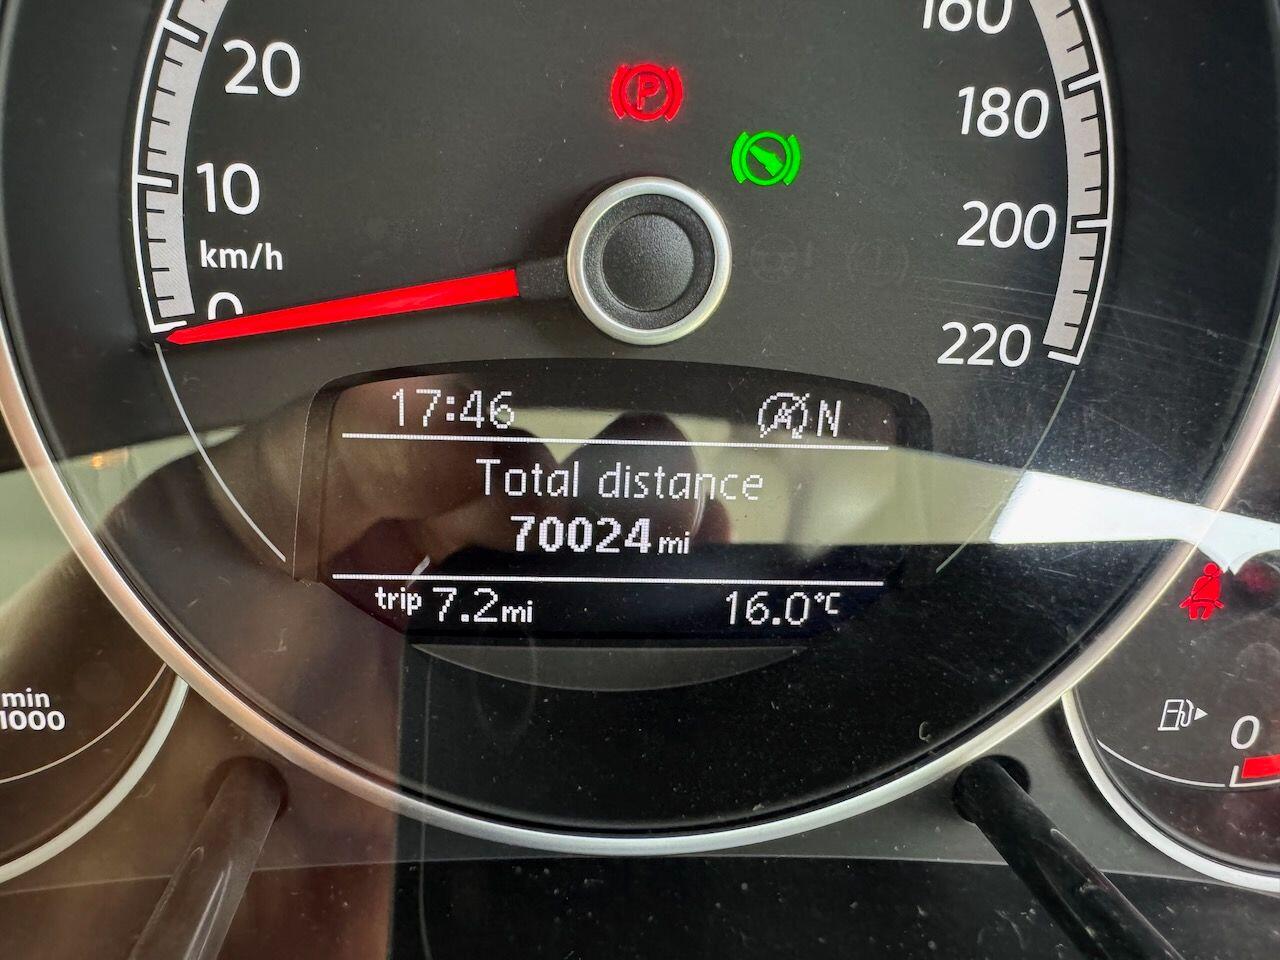 20
10
km/h
0
160
180
200
220
P
17:46
A N
Total distance
70024 mi
trip 7.2 mi
16.0°C
min
1000
0